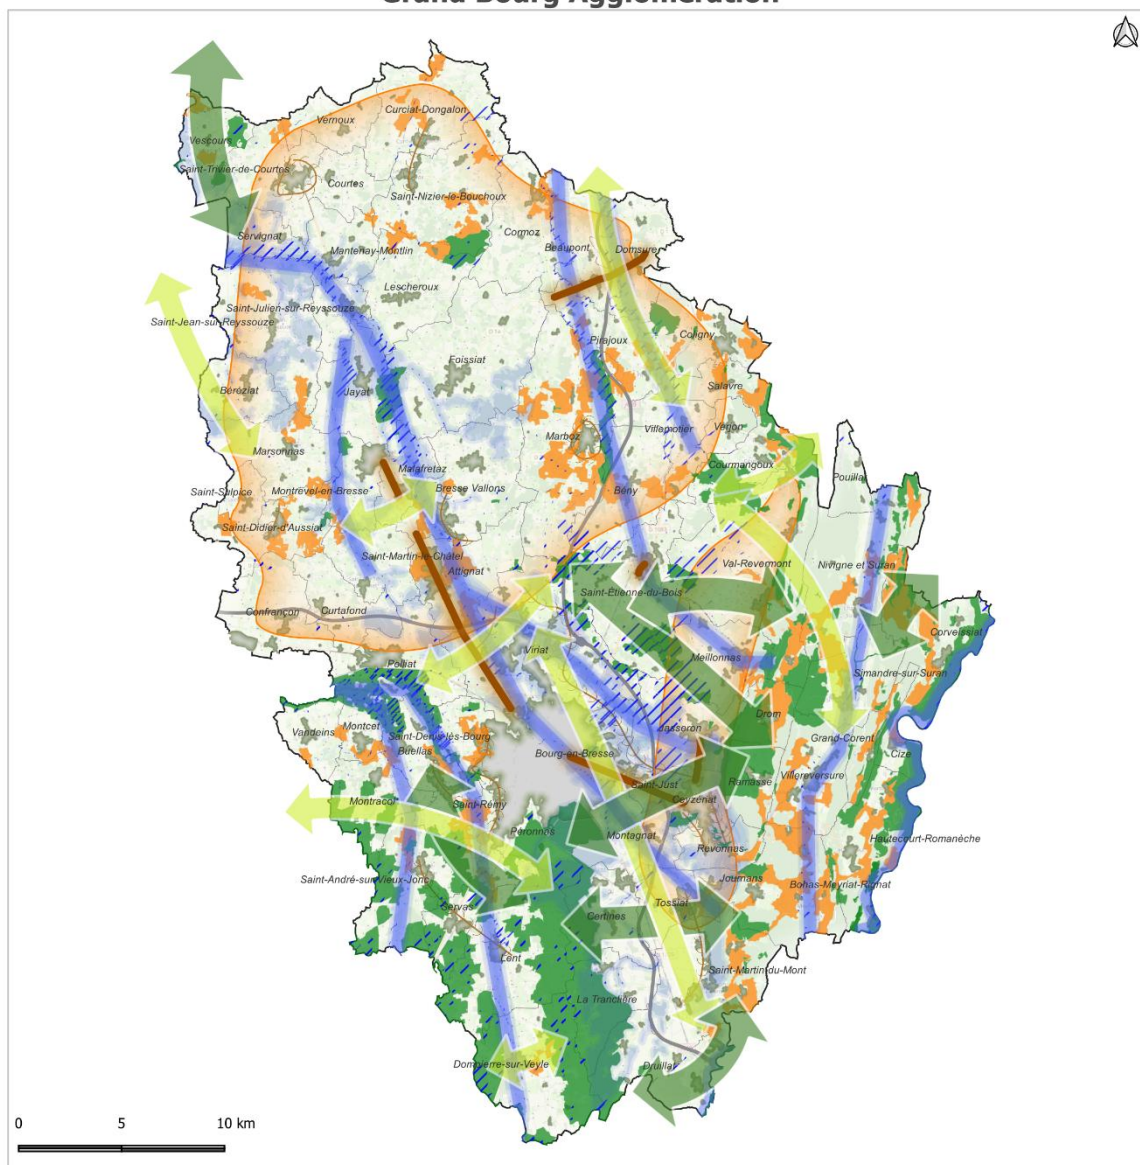 Grand Bourg Agglomération
Curciat-Dongalon
Vernoux
Vescours
Saint-Trivier-de-Courtes
Courtes
Saint-Nizier-le-Bouchoux
Servignat
Cormoz
Beaupont
Domsure
Mantenay-Montlin
Lescheroux
Saint-Julien-sur-Reyssouze
Saint-Jean-sur-Reyssouze
Pirajoux
Coligny
Foissiat
Béréziat
Jayat
Salavre
Marboz
Villemotier
Verjon
Marsonnas
Malafretaz
Courmangoux
Pouillat
Saint-Sulpice
Montrevel-en-Bresse
Bresse Vallons
Bény
Saint-Didier-d'Aussiat
Saint-Martin-le-Châtel
Attignat
Val-Revermont
Nivigne et Suran
Saint-Étienne-du-Bois
Confrançon
Curtafond
Corveissiat
Polliat
Viriat
Meillonnas
Simandre-sur-Suran
Drom
Vandeins
Montcet
Saint-Denis-lès-Bourg
Buellas
Jasseron
Grand-Corent
Bourg-en-Bresse
Cize
Saint-Just
Ramasse
Villereversure
Ceyzériat
Montracol
Saint-Rémy
Péronnas
Montagnat
Revonnas
Hautecourt-Romanèche
Saint-André-sur-Vieux-Jonc
Journans
Bohas-Meyriat-Rignat
Servas
Certines
Tossiat
Lent
Saint-Martin-du-Mont
La Tranclière
Dompierre-sur-Veyle
Druillat
0 5 10 km